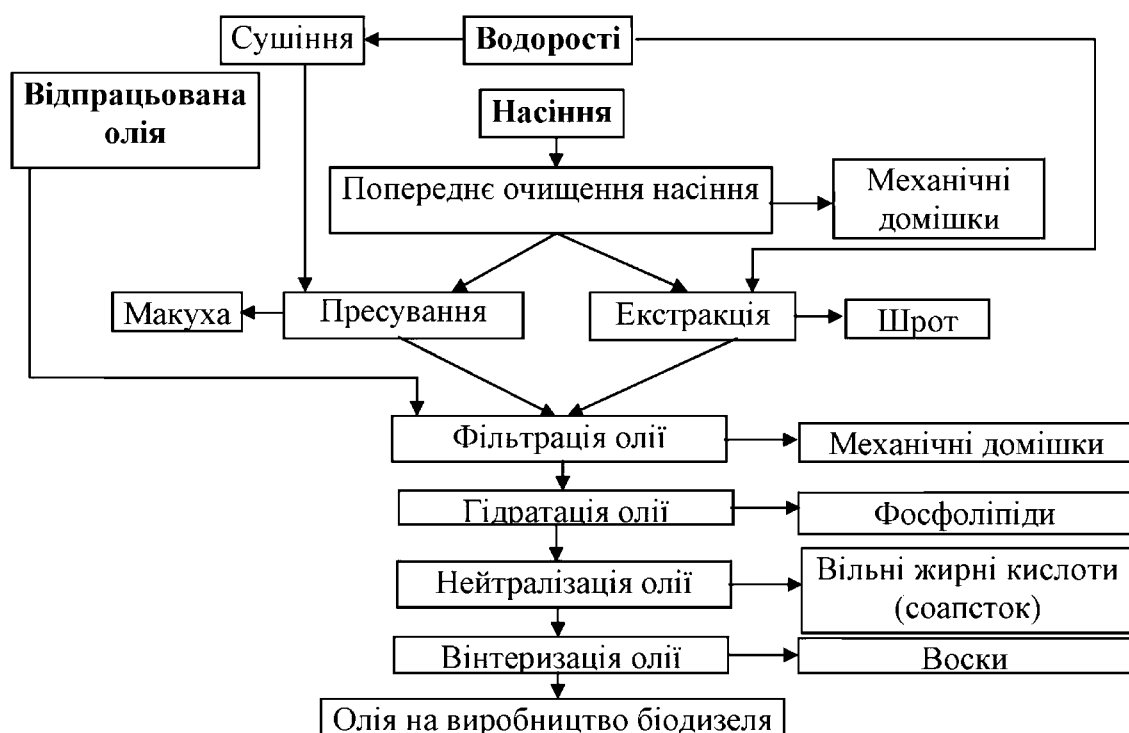 Сушіння
Водорості
Відпрацьована
олія
Насіння
Попереднє очищення насіння
Механічні
домішки
Макуха
Пресування
Екстракція
Шрот
Фільтрація олії
Механічні домішки
Гідратація олії
Фосфоліпіди
Нейтралізація олії
Вільні жирні кислоти
(соапсток)
Вінтеризація олії
Воски
Олія на виробництво біодизеля